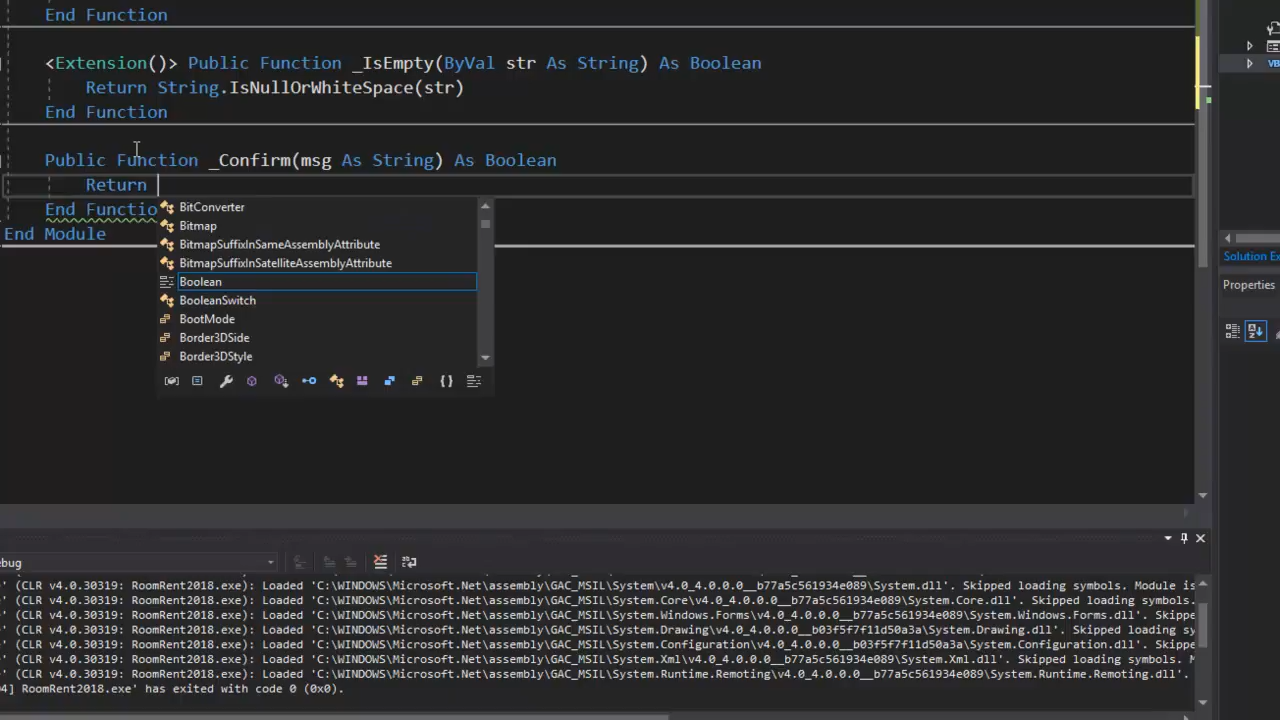 End Function
<Extension()> Public Function _IsEmpty(ByVal str As String) As Boolean
Return String.IsNullOrWhiteSpace(str)
End Function
Public Function _Confirm(msg As String) As Boolean
Return
End Functio
End Module
BitConverter
Bitmap
BitmapSuffixInSameAssemblyAttribute
BitmapSuffixInSatelliteAssemblyAttribute
Boolean
BooleanSwitch
BootMode
Border3DSide
Border3DStyle
VB
Solution Ex
Properties
ebug
' (CLR v4.0.30319: RoomRent2018.exe): Loaded 'C:\WINDOWS\Microsoft.Net\assembly\GAC_MSIL\System\v4.0_4.0.0.0__b77a5c561934e089\System.dll'. Skipped loading symbols. Module is
' (CLR v4.0.30319: RoomRent2018.exe): Loaded 'C:\WINDOWS\Microsoft.Net\assembly\GAC_MSIL\System.Core\v4.0_4.0.0.0__b77a5c561934e089\System.Core.dll'. Skipped loading symbols.
' (CLR v4.0.30319: RoomRent2018.exe): Loaded 'C:\WINDOWS\Microsoft.Net\assembly\GAC_MSIL\System.Windows.Forms\v4.0_4.0.0.0__b77a5c561934e089\System.Windows.Forms.dll'. Skippe
' (CLR v4.0.30319: RoomRent2018.exe): Loaded 'C:\WINDOWS\Microsoft.Net\assembly\GAC_MSIL\System.Drawing\v4.0_4.0.0.0__b03f5f7f11d50a3a\System.Drawing.dll'. Skipped loading sy
' (CLR v4.0.30319: RoomRent2018.exe): Loaded 'C:\WINDOWS\Microsoft.Net\assembly\GAC_MSIL\System.Configuration\v4.0_4.0.0.0__b03f5f7f11d50a3a\System.Configuration.dll'. Skippe
' (CLR v4.0.30319: RoomRent2018.exe): Loaded 'C:\WINDOWS\Microsoft.Net\assembly\GAC_MSIL\System.Xml\v4.0_4.0.0.0__b77a5c561934e089\System.Xml.dll'. Skipped loading symbols. M
' (CLR v4.0.30319: RoomRent2018.exe): Loaded 'C:\WINDOWS\Microsoft.Net\assembly\GAC_MSIL\System.Runtime.Remoting\v4.0_4.0.0.0__b77a5c561934e089\System.Runtime.Remoting.dll'.
4] RoomRent2018.exe' has exited with code 0 (0x0).